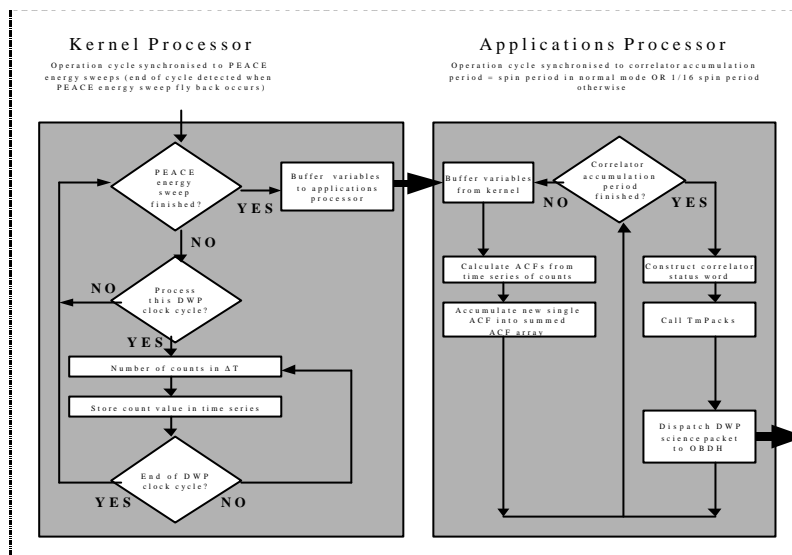 Kernel Processor
Operation cycle synchronised to PEACE
energy sweeps (end of cycle detected when
PEACE energy sweep fly back occurs)
PEACE
energy
sweep
finished?
YES
NO
Buffer variables
to applications
processor
Process
this DWP
clock cycle?
NO
YES
Number of counts in ΔT
Store count value in time series
End of DWP
clock cycle?
YES
NO
Applications Processor
Operation cycle synchronised to correlator accumulation
period = spin period in normal mode OR 1/16 spin period
otherwise
Buffer variables
from kernel
Correlator
accumulation
period
finished?
NO
YES
Calculate ACFs from
time series of counts
Accumulate new single
ACF into summed
ACF array
Construct correlator
status word
Call TmPacks
Dispatch DWP
science packet
to OBDH